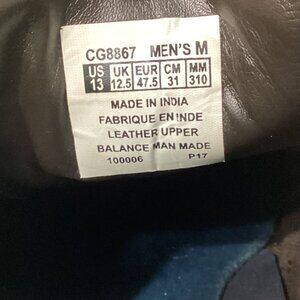 CG8867 MEN'S M
US UK EUR CM MM
13 12.5 47.5 31 310
MADE IN INDIA
FABRIQUE EN INDE
LEATHER UPPER
BALANCE MAN MADE
100006 P17